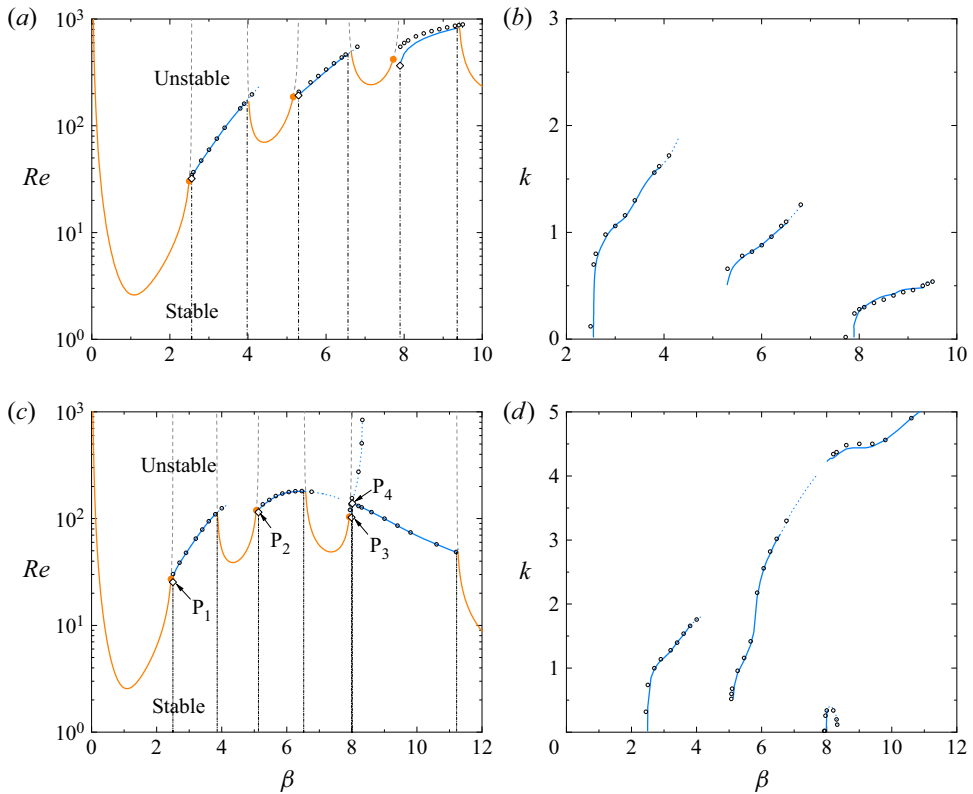 (a)
10³
10²
10¹
10⁰
Re
Unstable
Stable
0 2 4 6 8 10
(b)
3
2
1
0
k
2 4 6 8 10
(c)
10³
10²
10¹
10⁰
Re
Unstable
P₁
P₂
P₄
P₃
Stable
0 2 4 6 8 10 12
β
(d)
5
4
3
2
1
0
k
2 4 6 8 10 12
β